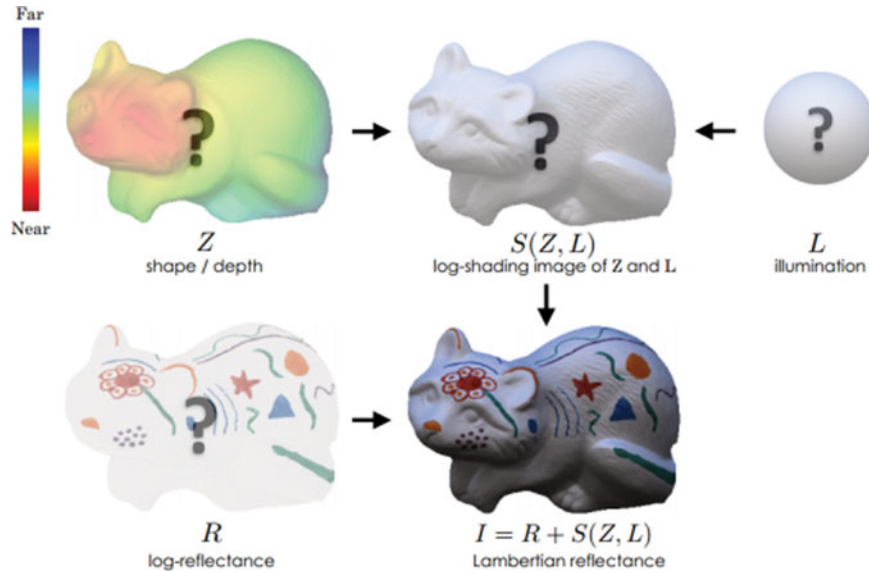 Far
Near
?
?
?
Z
S(Z, L)
L
shape / depth
log-shading image of Z and L
illumination
?
R
I = R + S(Z, L)
log-reflectance
Lambertian reflectance